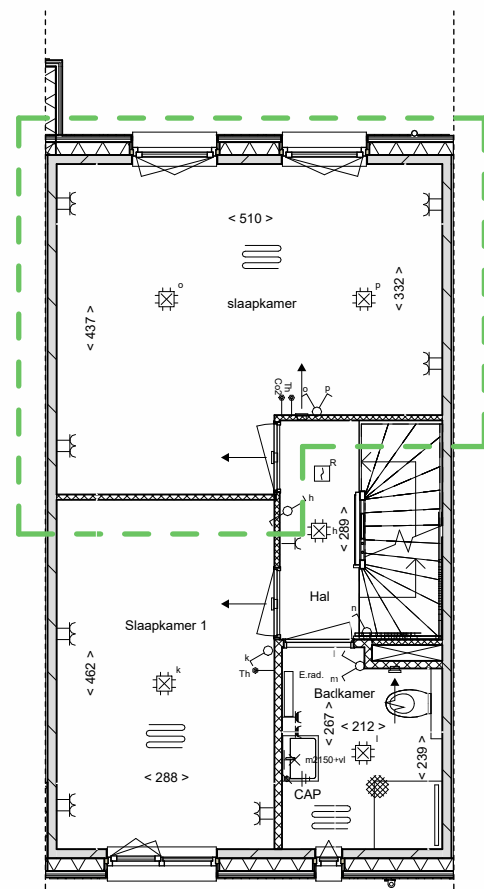 < 510 >
o
p
slaapkamer
< 332 >
< 437 >
Co2
Th
o
p
R
h
h
< 289 >
Hal
n
Slaapkamer 1
k
l
Th
E.rad.
m
< 462 >
k
Badkamer
< 267 >
< 212 >
l
m2150+vl
< 239 >
< 288 >
CAP